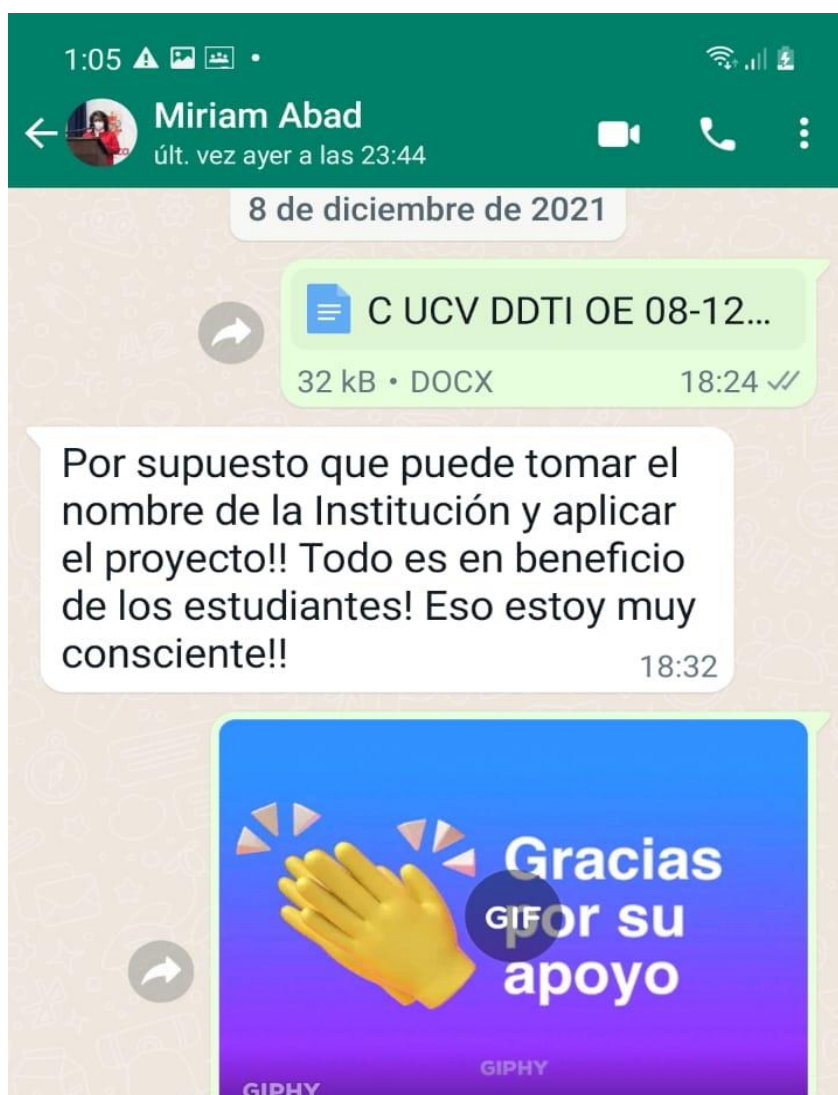 1:05
Miriam Abad
últ. vez ayer a las 23:44
8 de diciembre de 2021
C UCV DDTI OE 08-12...
32 kB • DOCX 18:24
Por supuesto que puede tomar el
nombre de la Institución y aplicar
el proyecto!! Todo es en beneficio
de los estudiantes! Eso estoy muy
consciente!!
18:32
Gracias
por su
apoyo
GIF
GIPHY
GIPHY